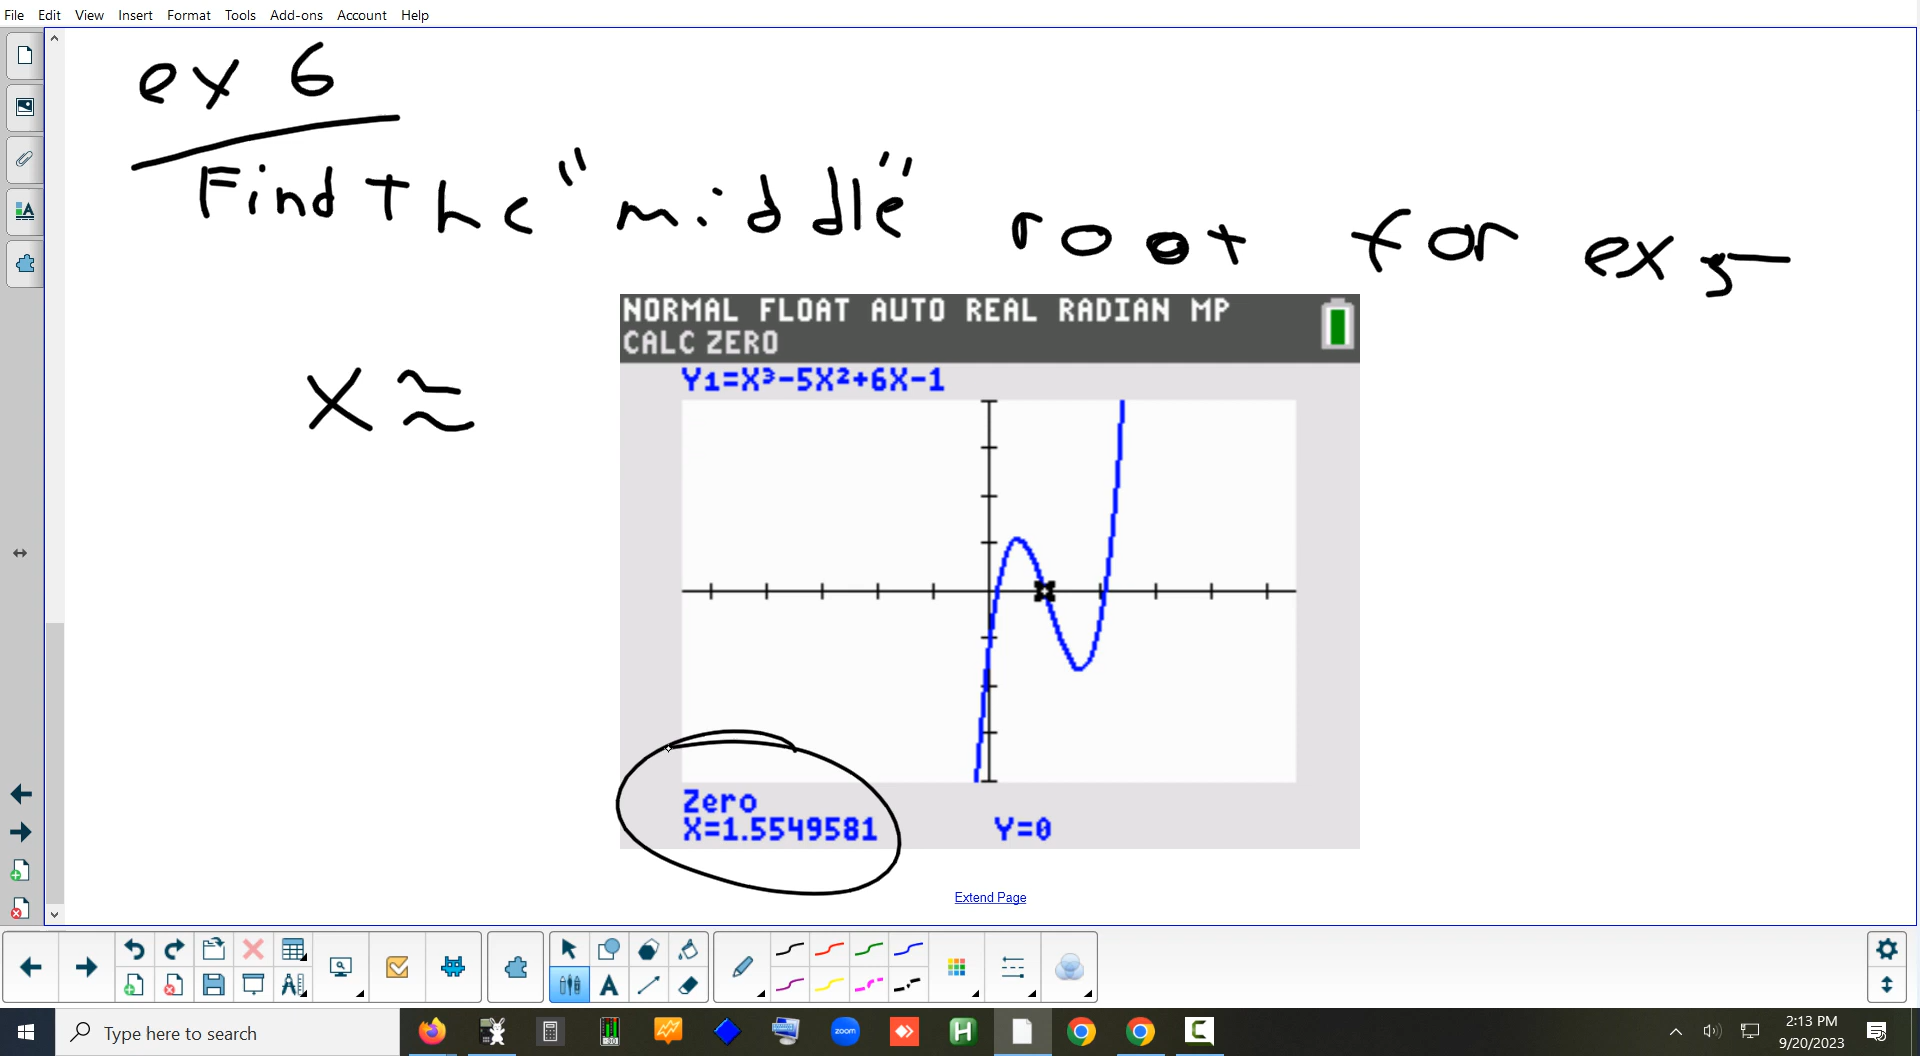 File Edit View Insert Format Tools Add-ons Account Help
ex 6
Find the "middle" root for ex 5
x ≈
NORMAL FLOAT AUTO REAL RADIAN MP
CALC ZERO
Y1=X³-5X²+6X-1
Zero
X=1.5549581 Y=0
Extend Page
Type here to search
zoom
2:13 PM
9/20/2023